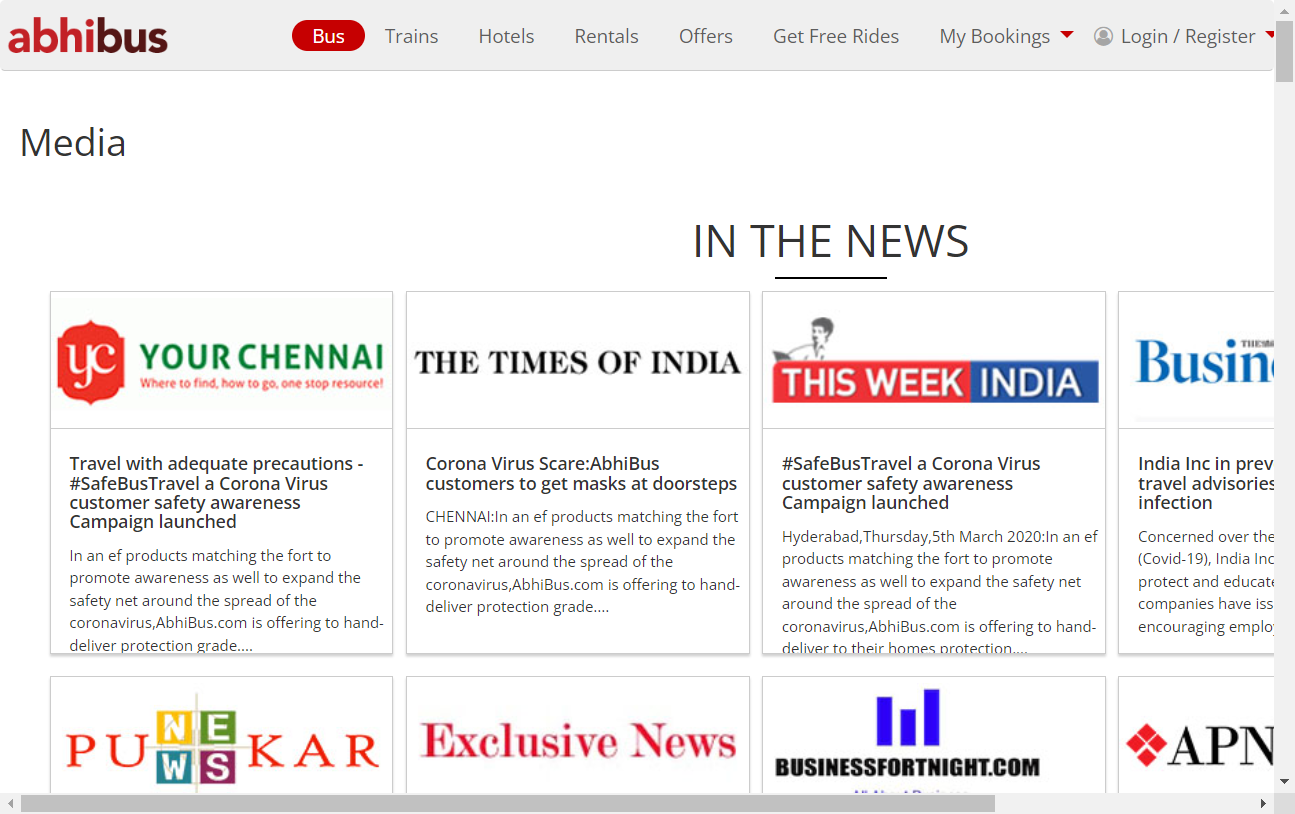 abhibus
Bus Trains Hotels Rentals Offers Get Free Rides My Bookings Login / Register
Media
IN THE NEWS
yc YOUR CHENNAI
Where to find, how to go, one stop resource!
Travel with adequate precautions -
#SafeBusTravel a Corona Virus
customer safety awareness
Campaign launched
In an ef products matching the fort to
promote awareness as well to expand the
safety net around the spread of the
coronavirus,AbhiBus.com is offering to hand-
deliver protection grade....
THE TIMES OF INDIA
Corona Virus Scare:AbhiBus
customers to get masks at doorsteps
CHENNAI:In an ef products matching the fort
to promote awareness as well to expand the
safety net around the spread of the
coronavirus,AbhiBus.com is offering to hand-
deliver protection grade....
THIS WEEK INDIA
#SafeBusTravel a Corona Virus
customer safety awareness
Campaign launched
Hyderabad,Thursday,5th March 2020:In an ef
products matching the fort to promote
awareness as well to expand the safety net
around the spread of the
coronavirus,AbhiBus.com is offering to hand-
deliver to their homes protection....
Busin
India Inc in prev
travel advisories
infection
Concerned over the
(Covid-19), India Inc
protect and educate
companies have iss
encouraging employ
PUNEKAR
NEWS
Exclusive News
BUSINESSFORTNIGHT.COM
APN